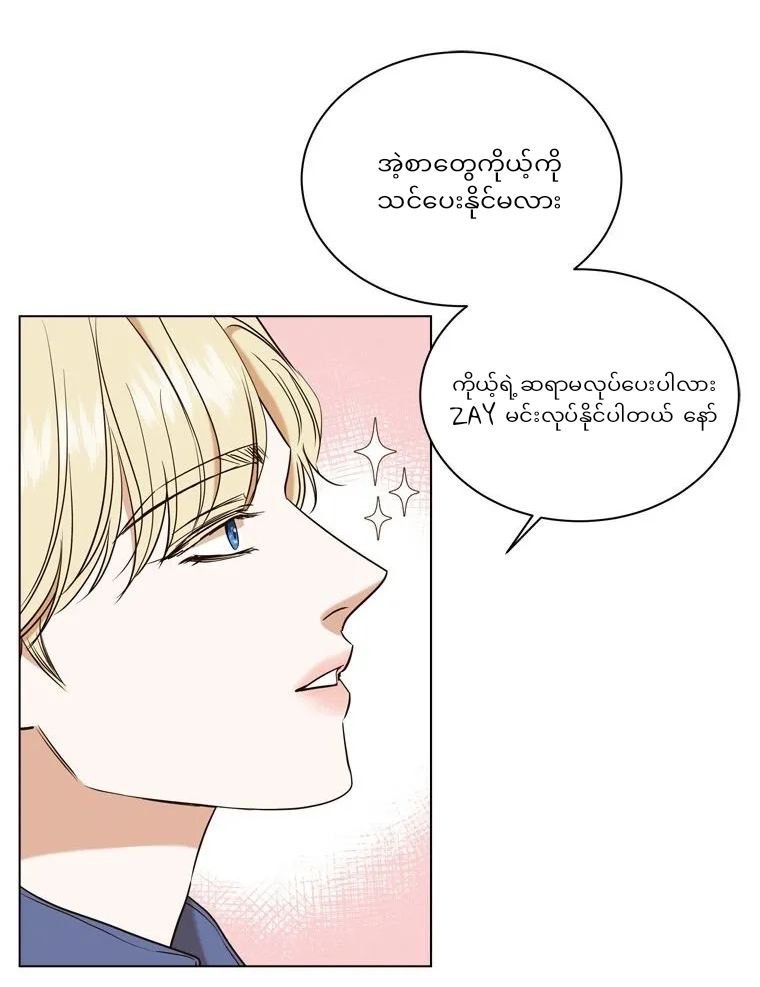 အဲ့စာတွေကိုယ့်ကို
သင်ပေးနိုင်မလား
ကိုယ့်ရဲ့ဆရာမလုပ်ပေးပါလား
ZAY မင်းလုပ်နိုင်ပါတယ် နော်